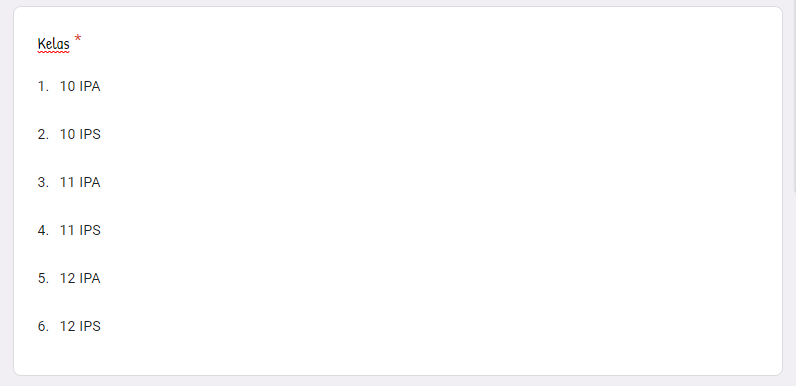 Kelas *
1. 10 IPA
2. 10 IPS
3. 11 IPA
4. 11 IPS
5. 12 IPA
6. 12 IPS